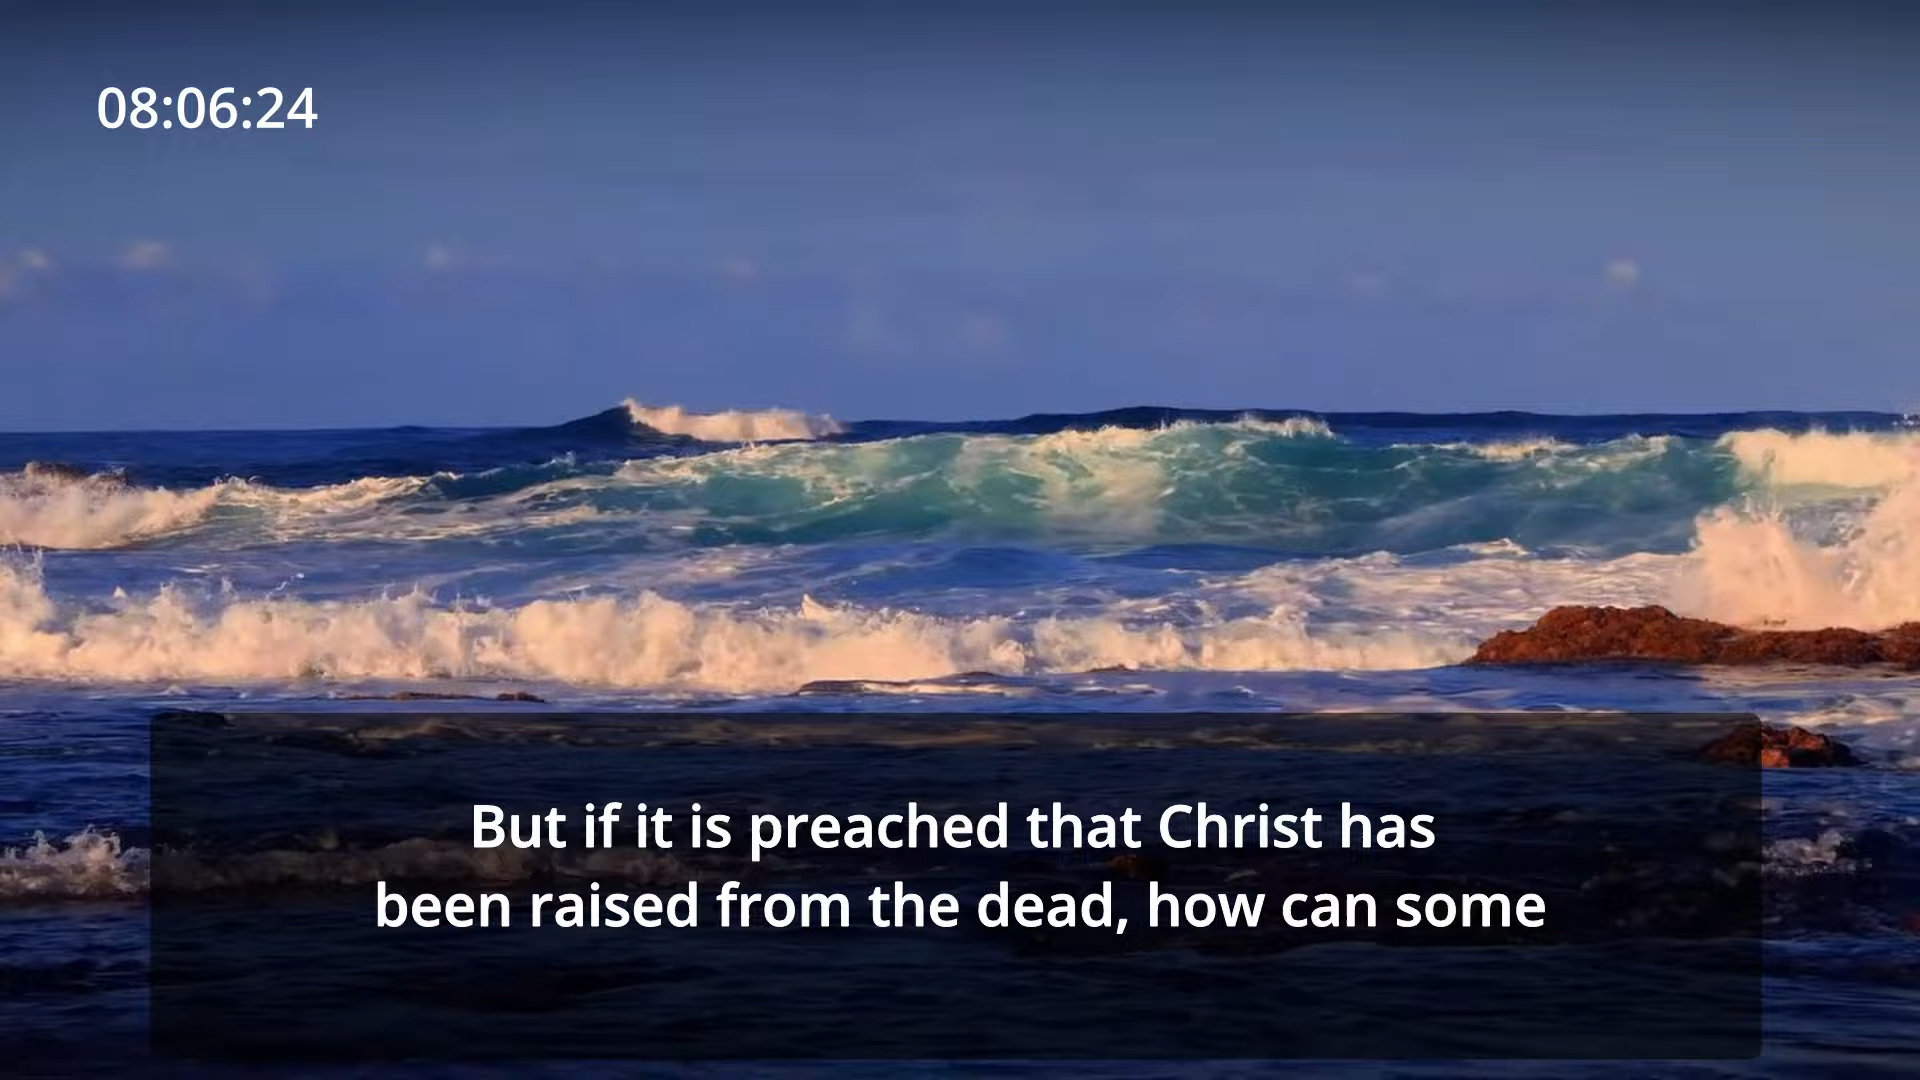 08:06:24
But if it is preached that Christ has
been raised from the dead, how can some